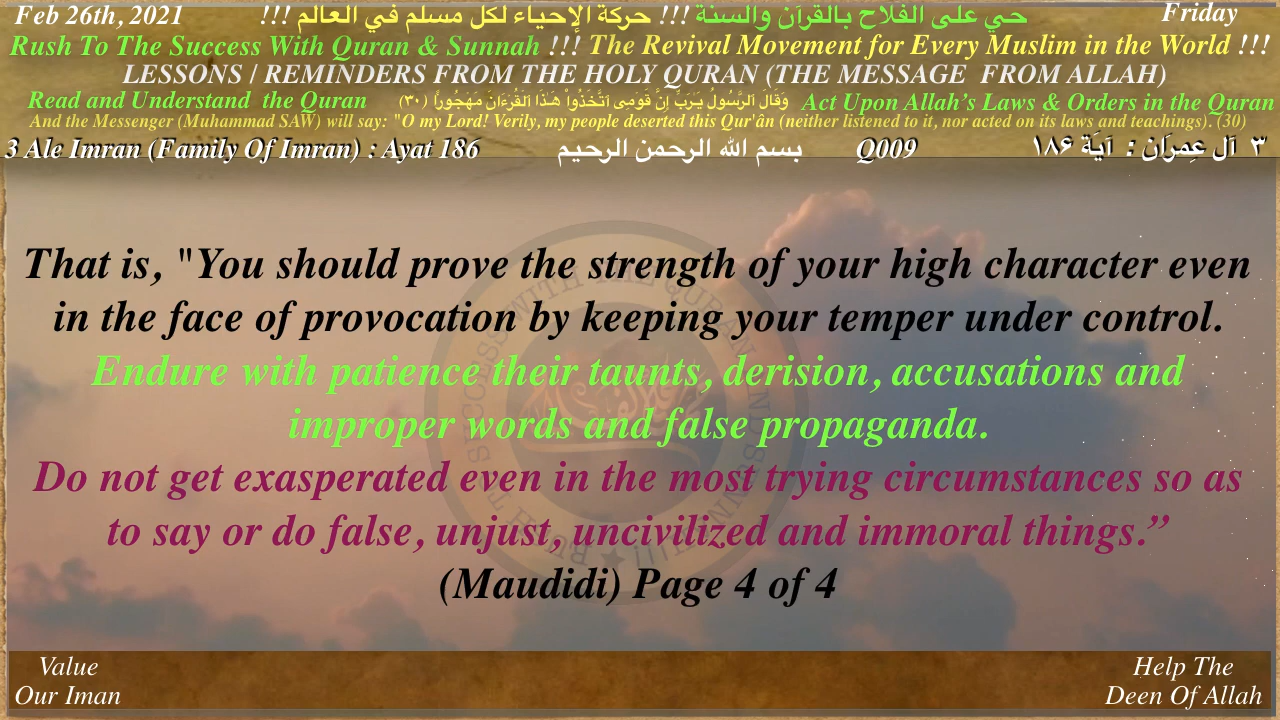 Feb 26th, 2021 !!! حي على الفلاح بالقرآن والسنة !!! حركة الإحياء لكل مسلم في العالم Friday
Rush To The Success With Quran & Sunnah !!! The Revival Movement for Every Muslim in the World !!!
LESSONS / REMINDERS FROM THE HOLY QURAN (THE MESSAGE FROM ALLAH)
Read and Understand the Quran وَقَالَ ٱلرَّسُولُ يَـٰرَبِّ إِنَّ قَوْمِى ٱتَّخَذُواْ هَـٰذَا ٱلْقُرْءَانَ مَهْجُورًا (٣٠) Act Upon Allah’s Laws & Orders in the Quran
And the Messenger (Muhammad SAW) will say: "O my Lord! Verily, my people deserted this Qur'ân (neither listened to it, nor acted on its laws and teachings). (30)
3 Ale Imran (Family Of Imran) : Ayat 186 بسم الله الرحمن الرحيم Q009 ٣ آل عِمرَان : آيَة ١٨۶
That is, "You should prove the strength of your high character even
in the face of provocation by keeping your temper under control.
Endure with patience their taunts, derision, accusations and
improper words and false propaganda.
Do not get exasperated even in the most trying circumstances so as
to say or do false, unjust, uncivilized and immoral things.”
(Maudidi) Page 4 of 4
Value
Our Iman
Help The
Deen Of Allah